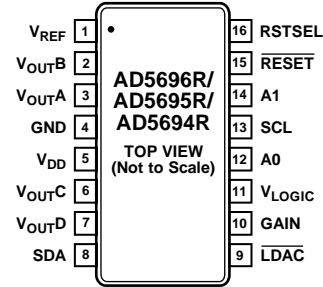 VREF 1
VOUTB 2
VOUTA 3
GND 4
VDD 5
VOUTC 6
VOUTD 7
SDA 8
AD5696R/
AD5695R/
AD5694R
TOP VIEW
(Not to Scale)
16 RSTSEL
15 RESET
14 A1
13 SCL
12 A0
11 VLOGIC
10 GAIN
9 LDAC